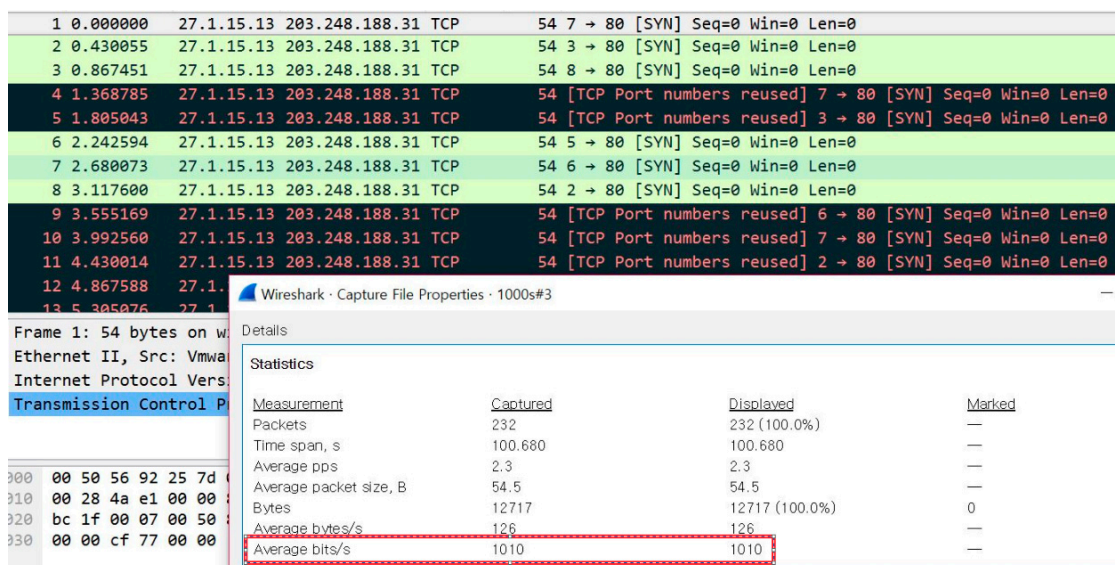 1 0.000000 27.1.15.13 203.248.188.31 TCP 54 7 → 80 [SYN] Seq=0 Win=0 Len=0
2 0.430055 27.1.15.13 203.248.188.31 TCP 54 3 → 80 [SYN] Seq=0 Win=0 Len=0
3 0.867451 27.1.15.13 203.248.188.31 TCP 54 8 → 80 [SYN] Seq=0 Win=0 Len=0
4 1.368785 27.1.15.13 203.248.188.31 TCP 54 [TCP Port numbers reused] 7 → 80 [SYN] Seq=0 Win=0 Len=0
5 1.805043 27.1.15.13 203.248.188.31 TCP 54 [TCP Port numbers reused] 3 → 80 [SYN] Seq=0 Win=0 Len=0
6 2.242594 27.1.15.13 203.248.188.31 TCP 54 5 → 80 [SYN] Seq=0 Win=0 Len=0
7 2.680073 27.1.15.13 203.248.188.31 TCP 54 6 → 80 [SYN] Seq=0 Win=0 Len=0
8 3.117600 27.1.15.13 203.248.188.31 TCP 54 2 → 80 [SYN] Seq=0 Win=0 Len=0
9 3.555169 27.1.15.13 203.248.188.31 TCP 54 [TCP Port numbers reused] 6 → 80 [SYN] Seq=0 Win=0 Len=0
10 3.992560 27.1.15.13 203.248.188.31 TCP 54 [TCP Port numbers reused] 7 → 80 [SYN] Seq=0 Win=0 Len=0
11 4.430014 27.1.15.13 203.248.188.31 TCP 54 [TCP Port numbers reused] 2 → 80 [SYN] Seq=0 Win=0 Len=0
12 4.867588 27.1.
13 5.305076 27.1
Frame 1: 54 bytes on w
Ethernet II, Src: Vmwa
Internet Protocol Vers
Transmission Control P
000 00 50 56 92 25 7d
010 00 28 4a e1 00 00
020 bc 1f 00 07 00 50
030 00 00 cf 77 00 00
Wireshark · Capture File Properties · 1000s#3
Details
Statistics
Measurement Captured Displayed Marked
Packets 232 232 (100.0%) —
Time span, s 100.680 100.680 —
Average pps 2.3 2.3 —
Average packet size, B 54.5 54.5 —
Bytes 12717 12717 (100.0%) 0
Average bytes/s 126 126 —
Average bits/s 1010 1010 —